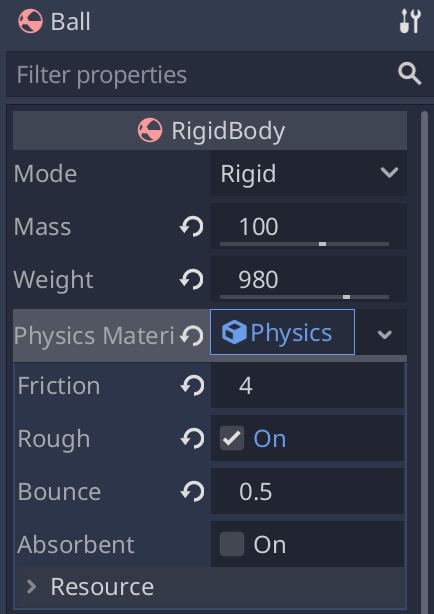 Ball
Filter properties
RigidBody
Mode Rigid
Mass 100
Weight 980
Physics Materi Physics
Friction 4
Rough On
Bounce 0.5
Absorbent On
Resource